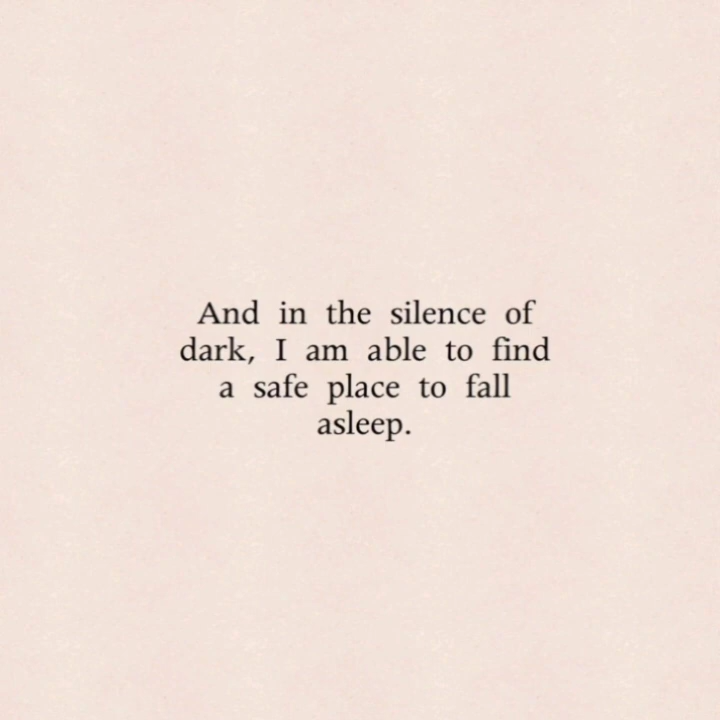 And in the silence of
dark, I am able to find
a safe place to fall
asleep.